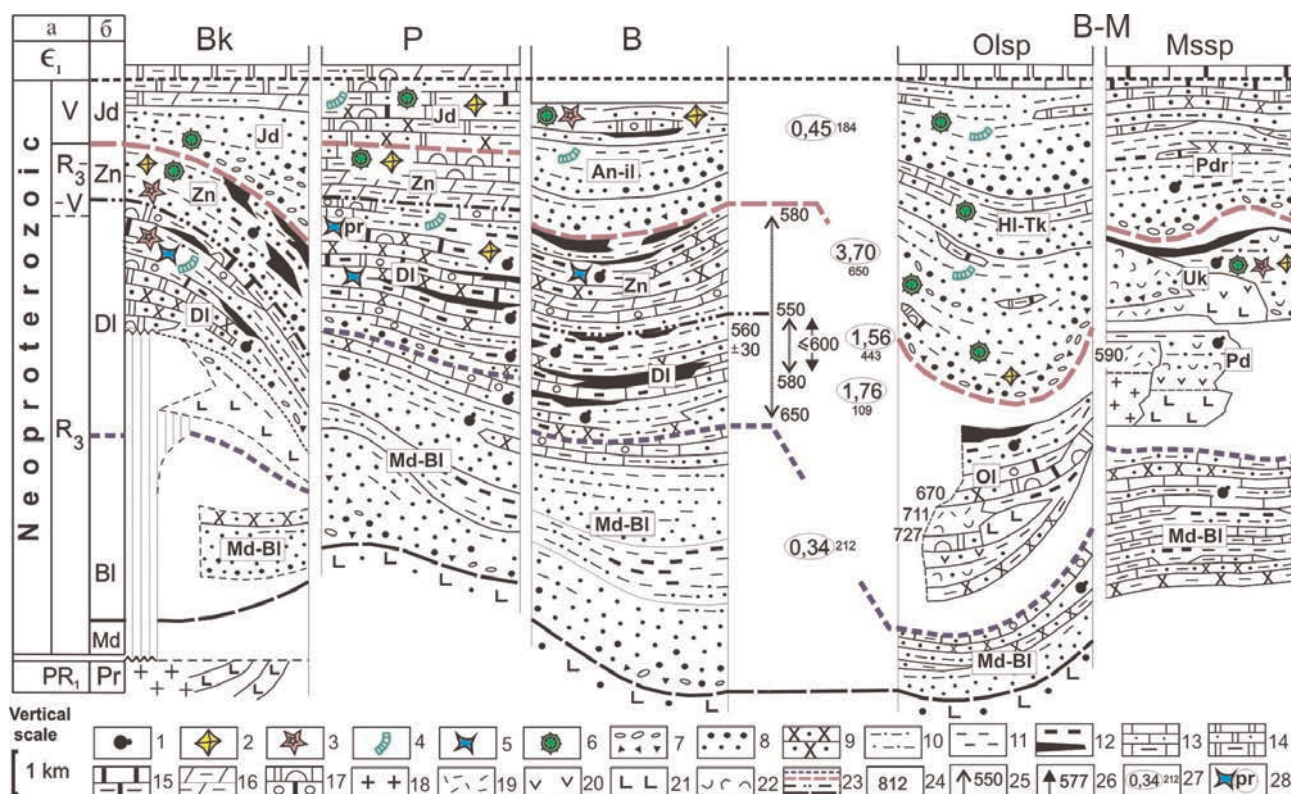 а б Bk P B B-M
Olsp Mssp
Є₁
Neoproterozoic
V Jd
R₃-V Zn
R₃ Dl
Bl
Md
PR₁ Pr
Jd
Zn
Dl
Md-Bl
Jd
Zn
pr
Dl
Md-Bl
An-il
Zn
Dl
Md-Bl
580
550
560
±30
≤600
580
650
0,45 184
3,70
650
1,56
443
1,76
109
0,34 212
Hl-Tk
Ol
670
711
727
Md-Bl
Pdr
Uk
590
Pd
Md-Bl
Vertical
scale
1 km
1 2 3 4 5 6 7 8 9 10 11 12 13 14
15 16 17 18 19 20 21 22 23 812 24 550 25 577 26 0,34 212 27 pr 28